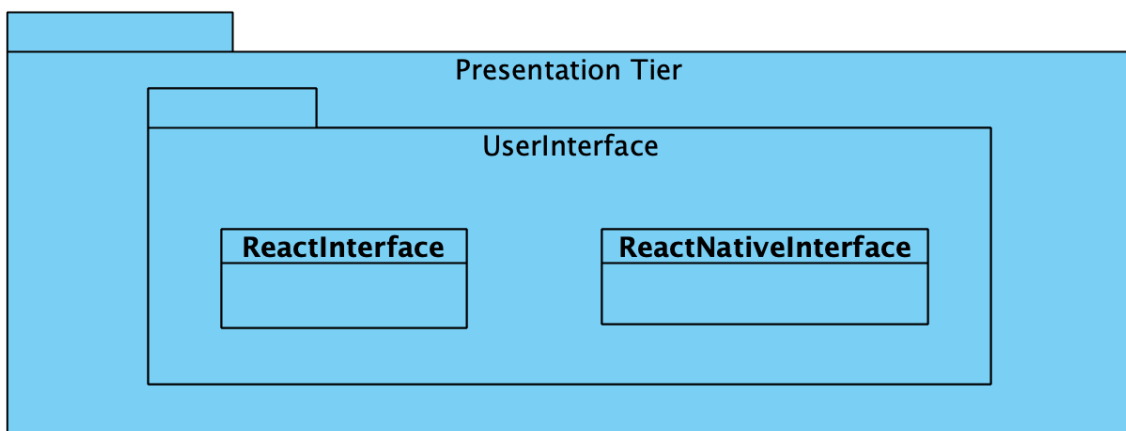 Presentation Tier
UserInterface
ReactInterface
ReactNativeInterface